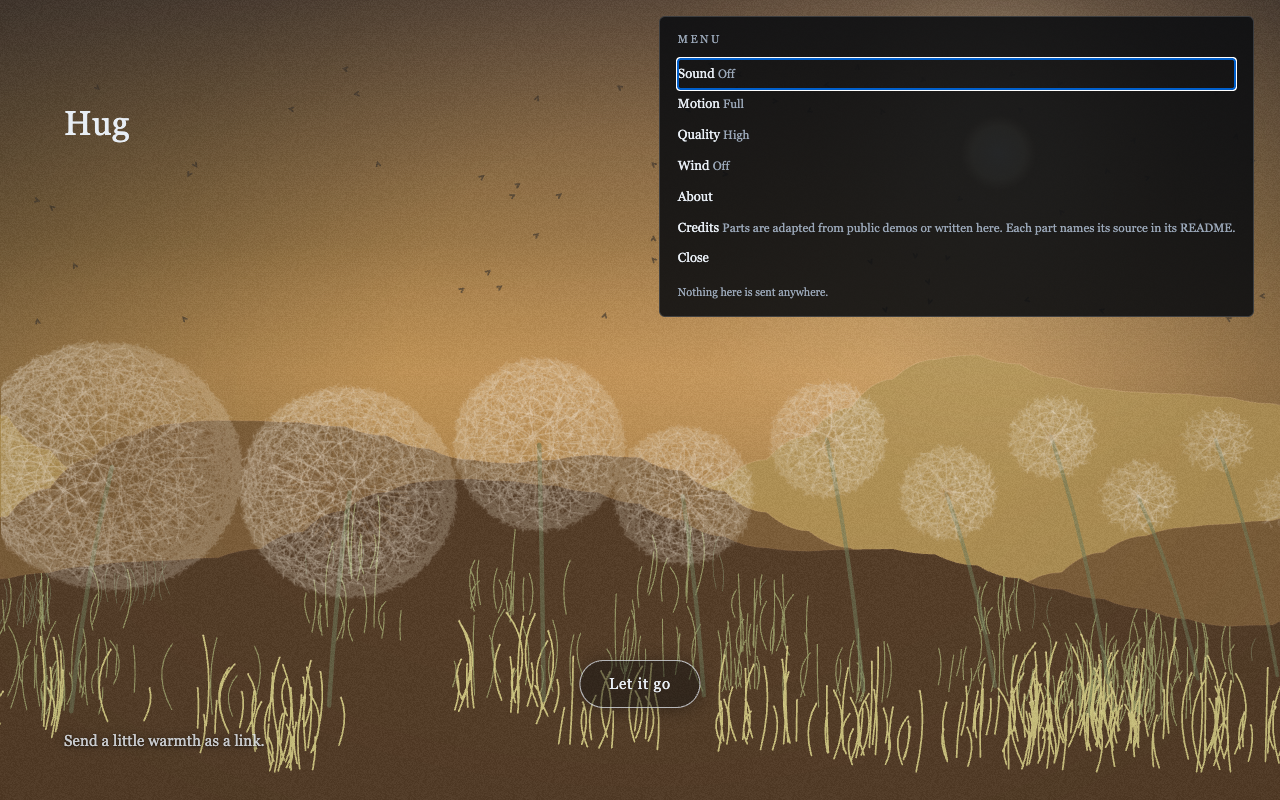 Hug
MENU
Sound Off
Motion Full
Quality High
Wind Off
About
Credits Parts are adapted from public demos or written here. Each part names its source in its README.
Close
Nothing here is sent anywhere.
Let it go
Send a little warmth as a link.